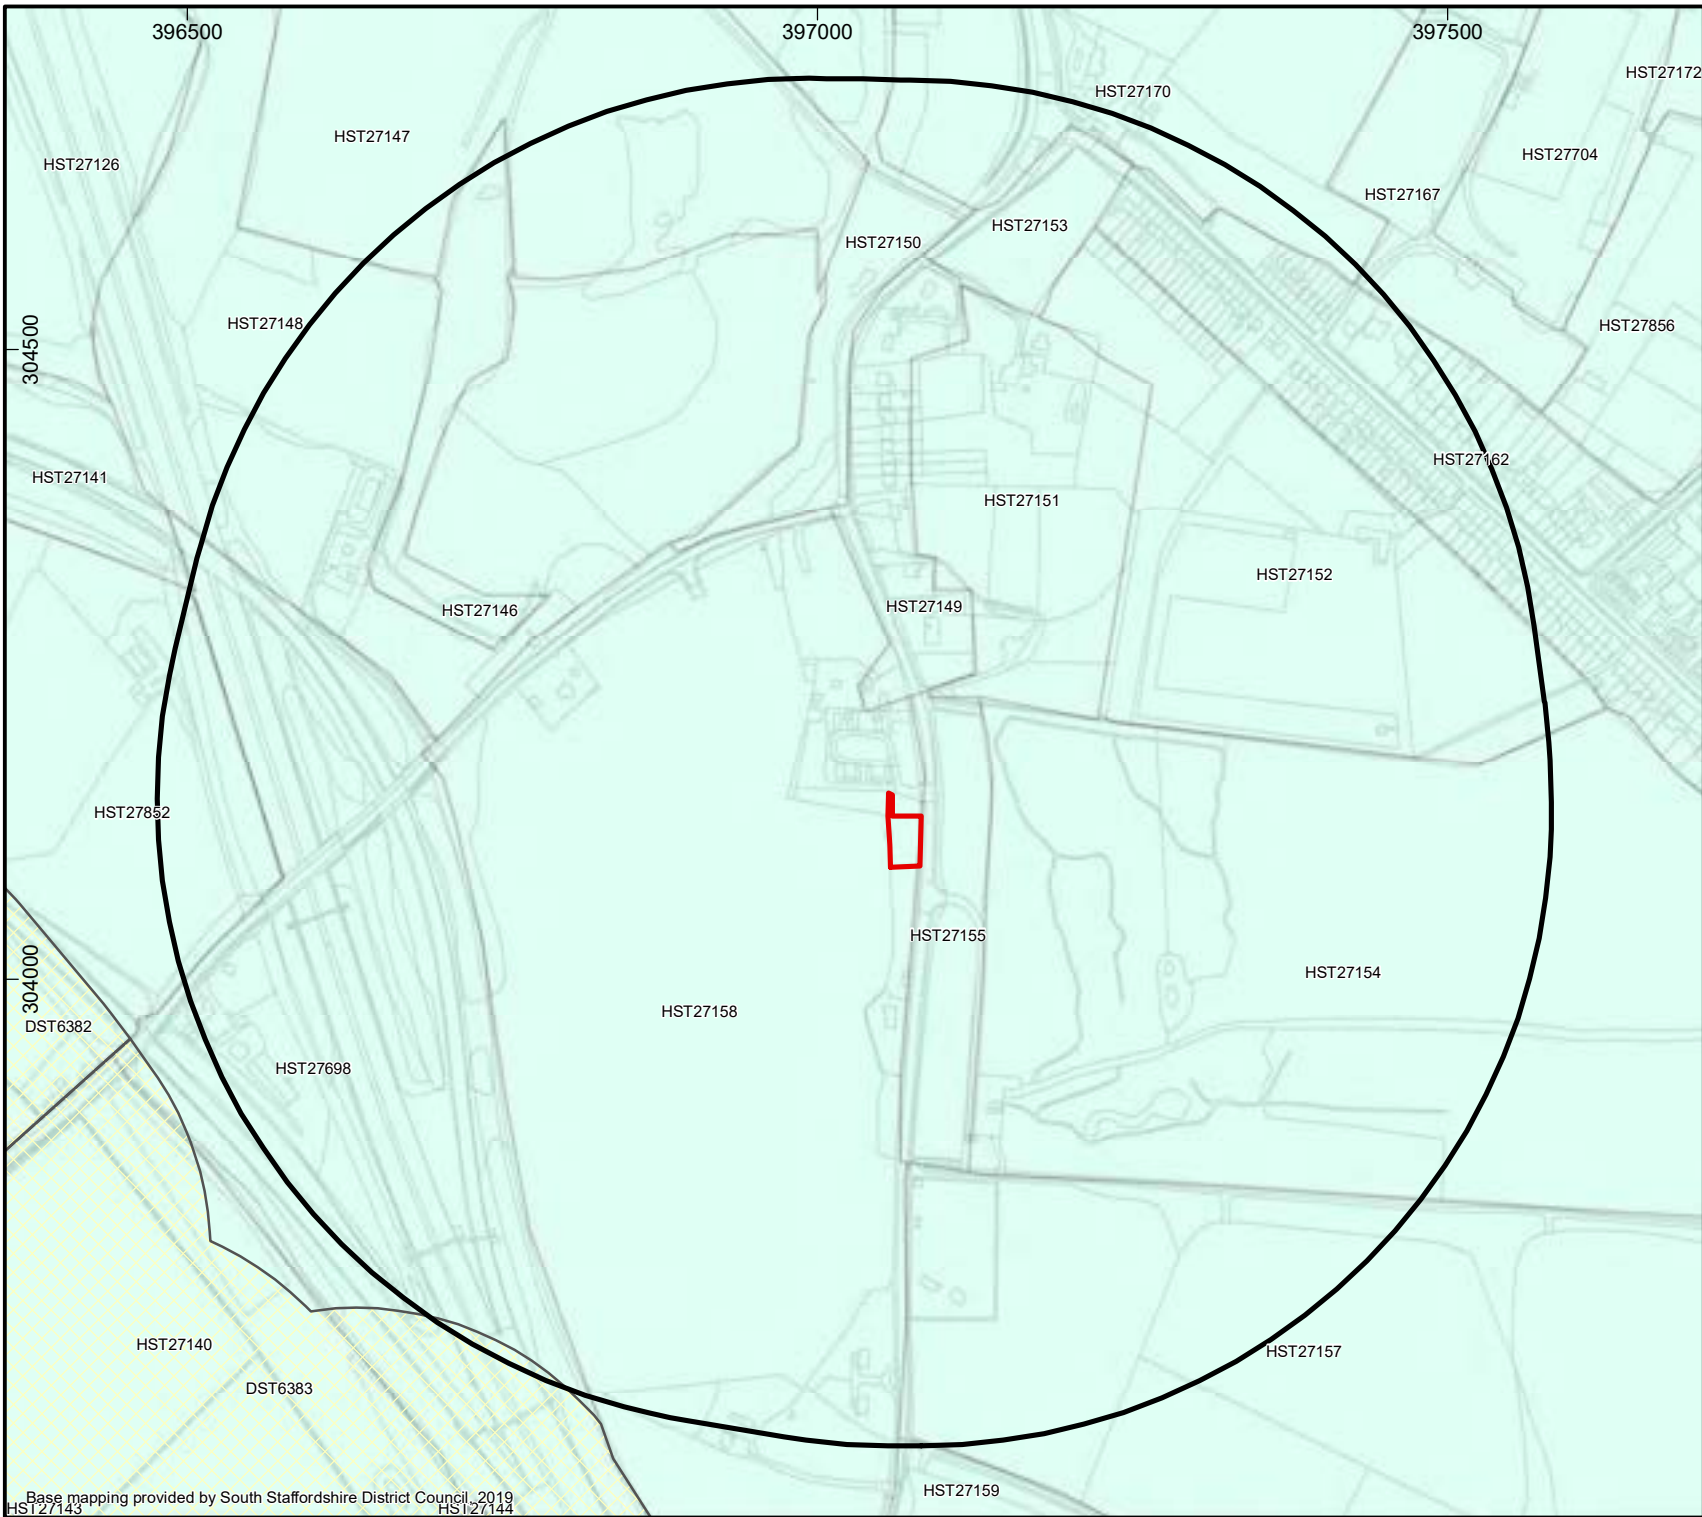 396500
397000
397500
HST27172
HST27170
HST27147
HST27126
HST27704
HST27167
HST27153
HST27150
HST27148
HST27856
304500
HST27162
HST27141
HST27151
HST27152
HST27146
HST27149
HST27852
HST27155
HST27154
304000
HST27158
DST6382
HST27698
HST27140
HST27157
DST6383
HST27159
Base mapping provided by South Staffordshire District Council, 2019
HST27143
HST27144